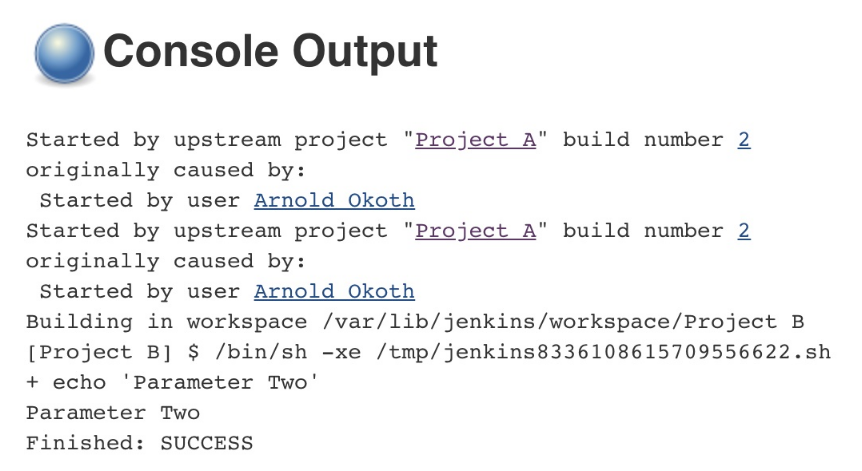 Console Output
Started by upstream project "Project A" build number 2
originally caused by:
Started by user Arnold Okoth
Started by upstream project "Project A" build number 2
originally caused by:
Started by user Arnold Okoth
Building in workspace /var/lib/jenkins/workspace/Project B
[Project B] $ /bin/sh -xe /tmp/jenkins8336108615709556622.sh
+ echo 'Parameter Two'
Parameter Two
Finished: SUCCESS